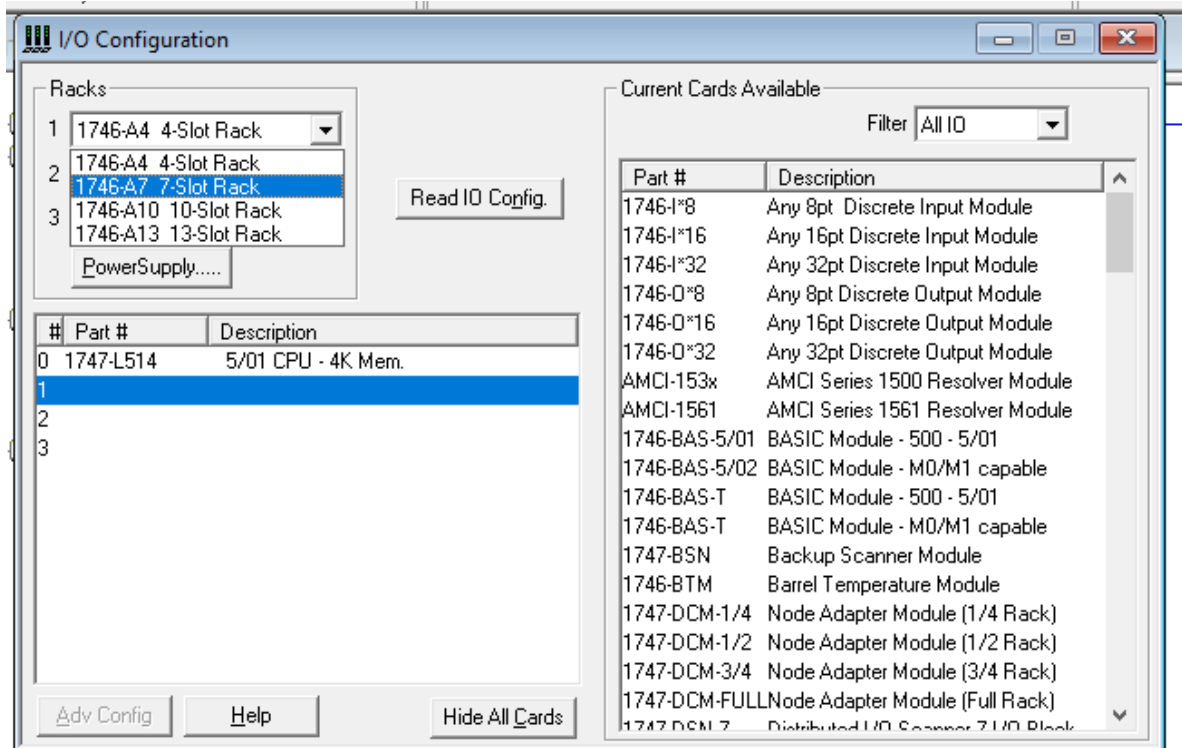 I/O Configuration
Racks
1 1746-A4 4-Slot Rack
1746-A4 4-Slot Rack
2
1746-A7 7-Slot Rack
1746-A10 10-Slot Rack
3
1746-A13 13-Slot Rack
PowerSupply.....
Read IO Config.
# Part # Description
0 1747-L514 5/01 CPU - 4K Mem.
1
2
3
Adv Config Help Hide All Cards
Current Cards Available
Filter All IO
Part # Description
1746-I*8 Any 8pt Discrete Input Module
1746-I*16 Any 16pt Discrete Input Module
1746-I*32 Any 32pt Discrete Input Module
1746-O*8 Any 8pt Discrete Output Module
1746-O*16 Any 16pt Discrete Output Module
1746-O*32 Any 32pt Discrete Output Module
AMCI-153x AMCI Series 1500 Resolver Module
AMCI-1561 AMCI Series 1561 Resolver Module
1746-BAS-5/01 BASIC Module - 500 - 5/01
1746-BAS-5/02 BASIC Module - M0/M1 capable
1746-BAS-T BASIC Module - 500 - 5/01
1746-BAS-T BASIC Module - M0/M1 capable
1747-BSN Backup Scanner Module
1746-BTM Barrel Temperature Module
1747-DCM-1/4 Node Adapter Module (1/4 Rack)
1747-DCM-1/2 Node Adapter Module (1/2 Rack)
1747-DCM-3/4 Node Adapter Module (3/4 Rack)
1747-DCM-FULL Node Adapter Module (Full Rack)
1747-DSN-7 Distributed I/O Scanner 7 I/O Block